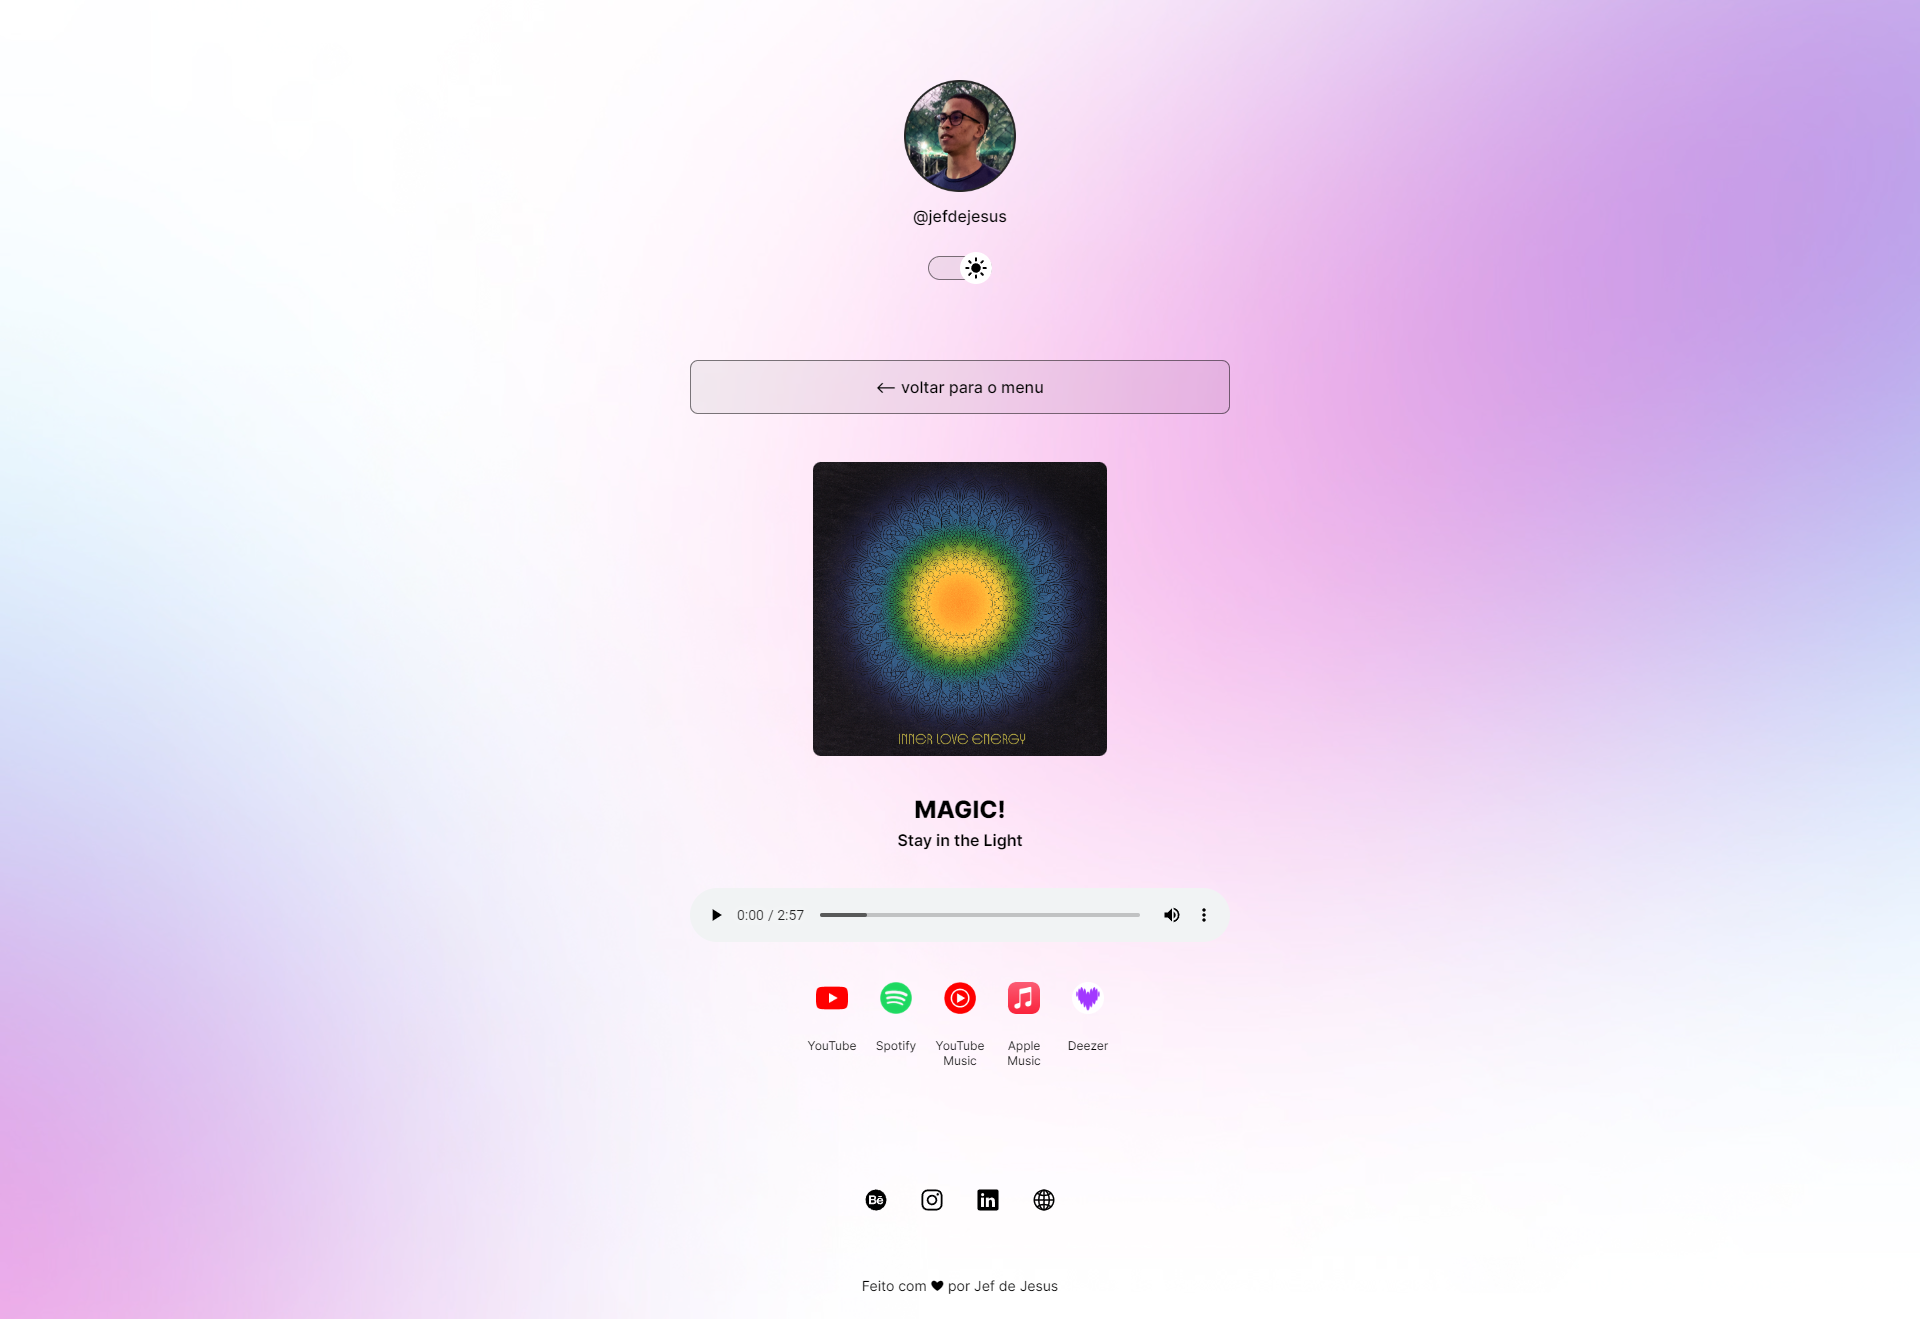 @jefdejesus
voltar para o menu
INNER LOVE ENERGY
MAGIC!
Stay in the Light
0:00 / 2:57
YouTube
Spotify
YouTube
Music
Apple
Music
Deezer
Bē
in
Feito com ♥ por Jef de Jesus